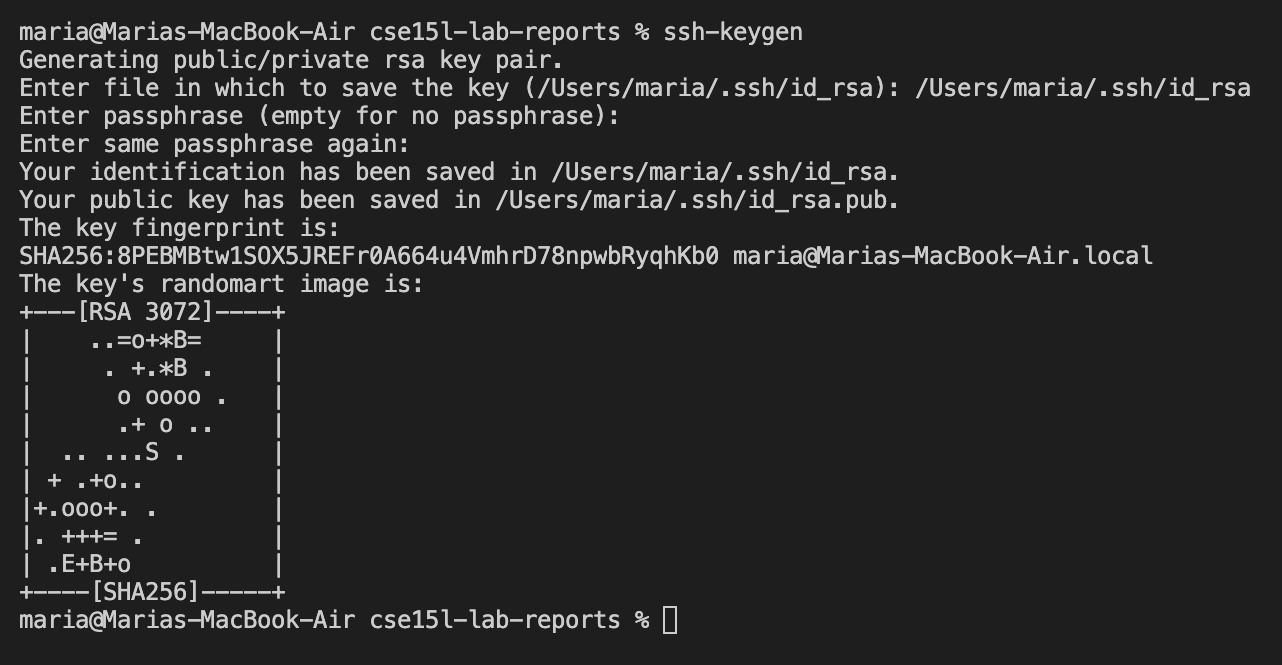 maria@Marias-MacBook-Air cse15l-lab-reports % ssh-keygen
Generating public/private rsa key pair.
Enter file in which to save the key (/Users/maria/.ssh/id_rsa): /Users/maria/.ssh/id_rsa
Enter passphrase (empty for no passphrase):
Enter same passphrase again:
Your identification has been saved in /Users/maria/.ssh/id_rsa.
Your public key has been saved in /Users/maria/.ssh/id_rsa.pub.
The key fingerprint is:
SHA256:8PEBMBtw1SOX5JREFr0A664u4VmhrD78npwbRyqhKb0 maria@Marias-MacBook-Air.local
The key's randomart image is:
+---[RSA 3072]----+
|    ..=o+*B=     |
|     . +.*B .    |
|      o oooo .   |
|      .+ o ..    |
|  .. ...S .      |
| + .+o..         |
|+.ooo+. .        |
|. +++= .         |
| .E+B+o          |
+----[SHA256]-----+
maria@Marias-MacBook-Air cse15l-lab-reports %